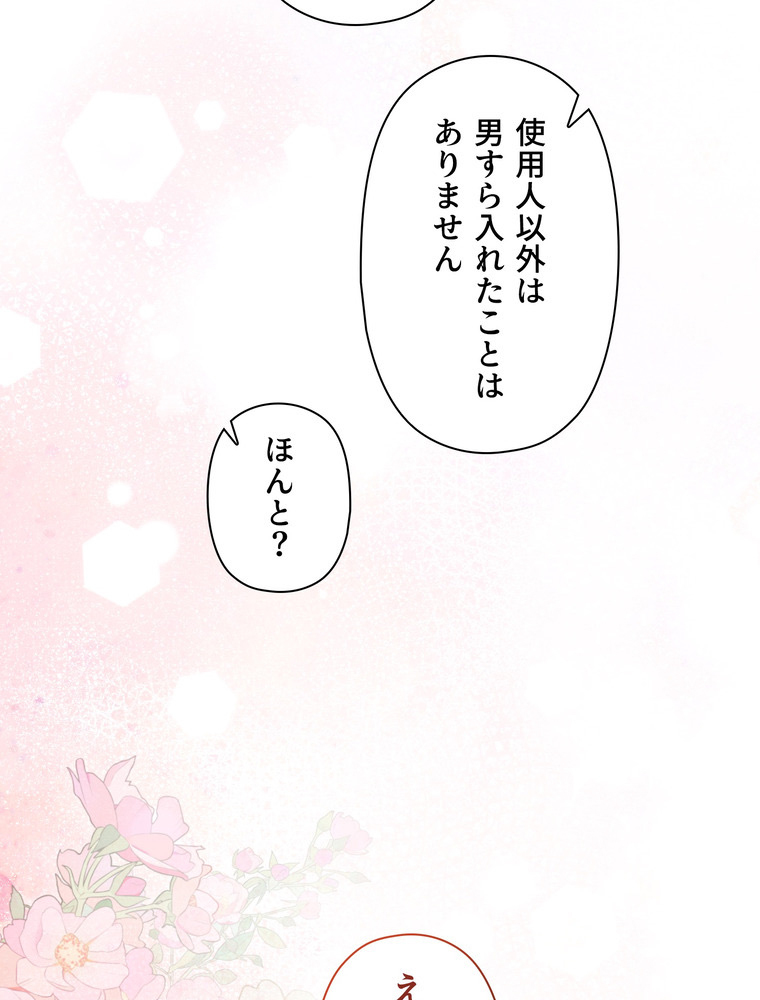 使用人以外は
男すら入れたことは
ありません
ほんと？
え